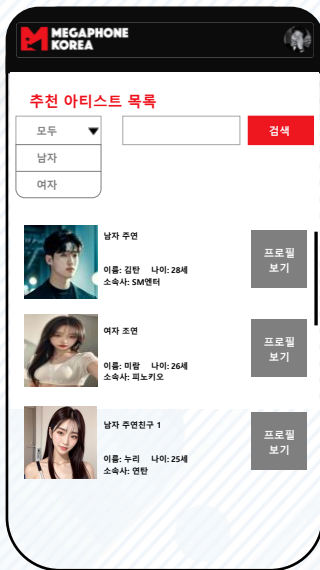 MEGAPHONE
KOREA
추천 아티스트 목록
모두
검색
남자
여자
남자 주연
이름: 김탄 나이: 28세
소속사: SM엔터
프로필
보기
여자 조연
이름: 미람 나이: 26세
소속사: 피노키오
프로필
보기
남자 주연친구 1
이름: 누리 나이: 25세
소속사: 연탄
프로필
보기